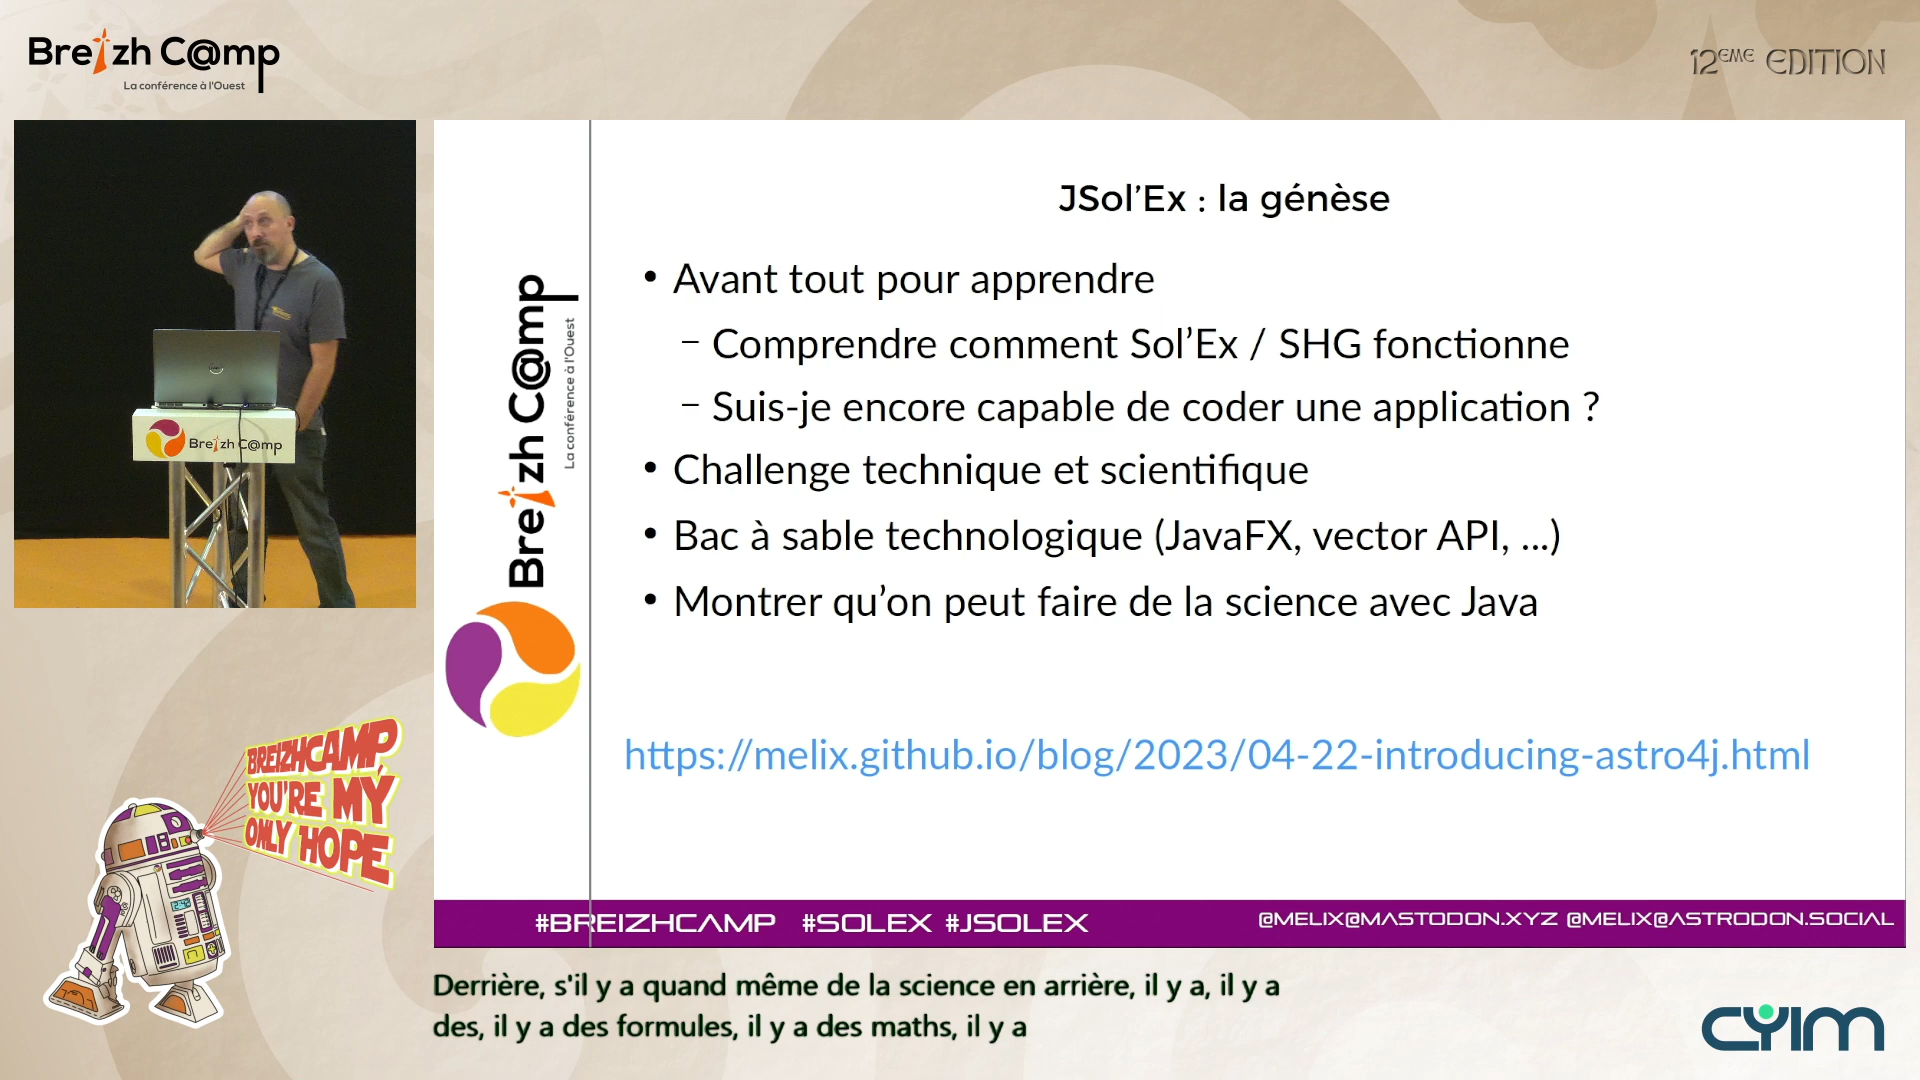 Breizh C@mp
La conférence à l'Ouest
12EME EDITION
Breizh C@mp
BREIZHCAMP
YOU'RE MY
ONLY HOPE
Breizh C@mp
La conférence à l'Ouest
JSol’Ex : la génèse
• Avant tout pour apprendre
– Comprendre comment Sol’Ex / SHG fonctionne
– Suis-je encore capable de coder une application ?
• Challenge technique et scientifique
• Bac à sable technologique (JavaFX, vector API, ...)
• Montrer qu’on peut faire de la science avec Java
https://melix.github.io/blog/2023/04-22-introducing-astro4j.html
#BREIZHCAMP #SOLEX #JSOLEX
@MELIX@MASTODON.XYZ @MELIX@ASTRODON.SOCIAL
Derrière, s'il y a quand même de la science en arrière, il y a, il y a
des, il y a des formules, il y a des maths, il y a
CYIM